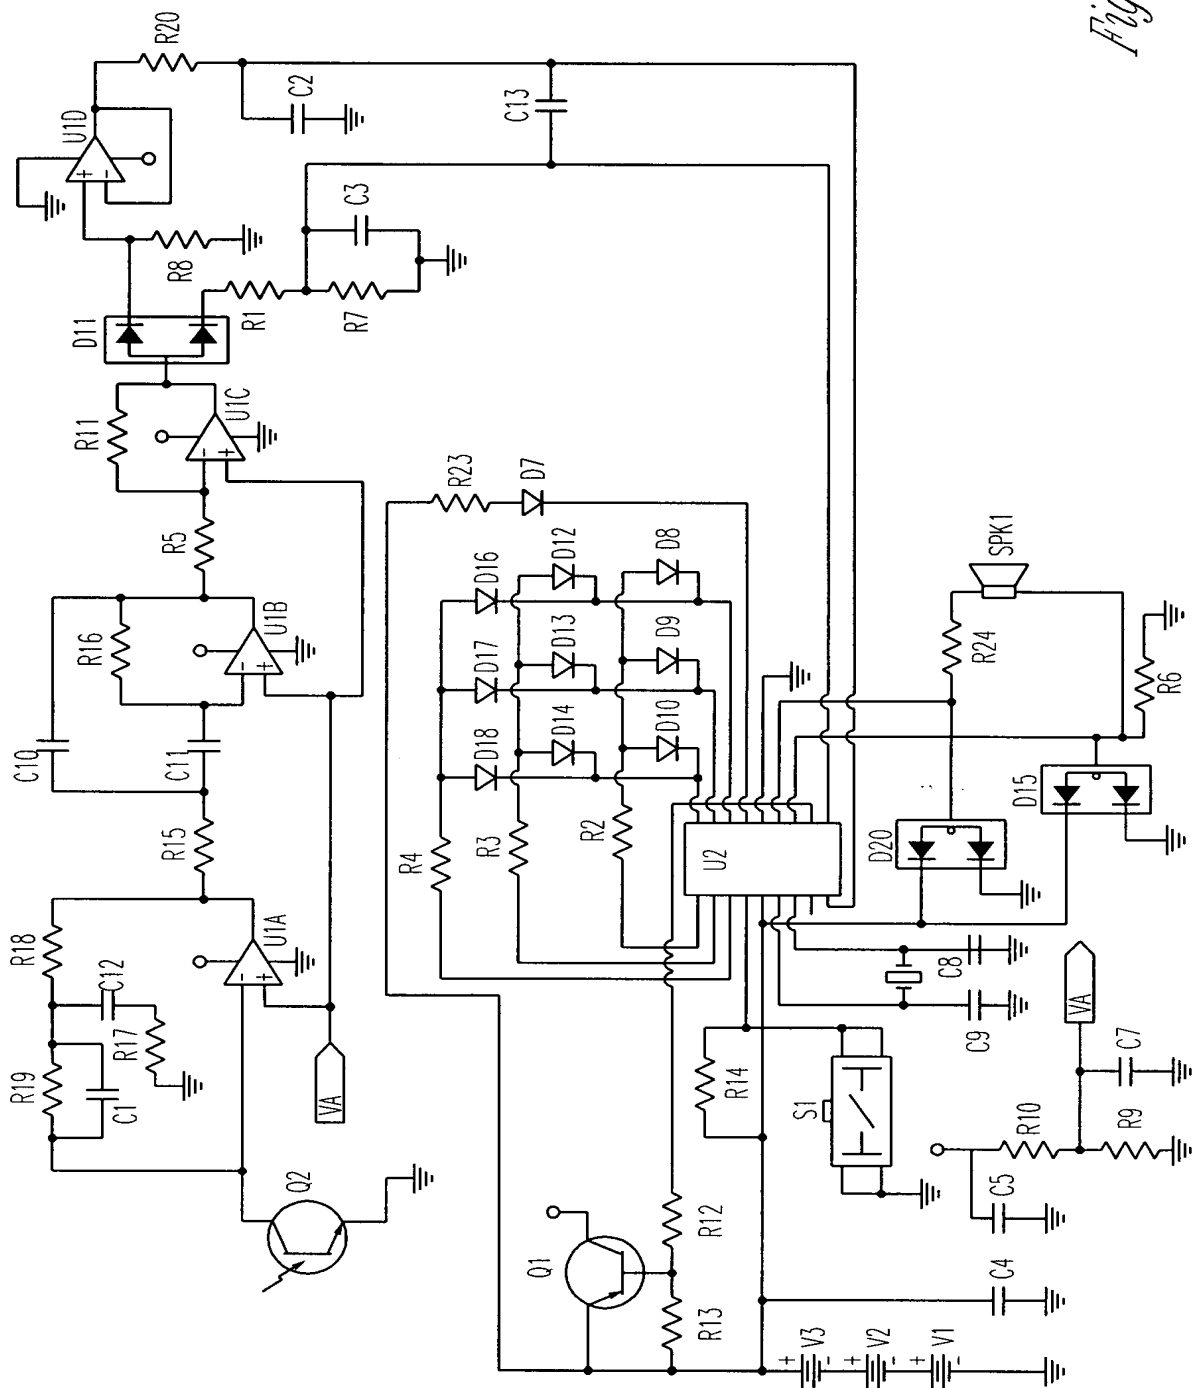 Fig
R20
U1D
+
-
C2
C13
C3
R8
R1
R7
D11
R11
U1C
-
+
R5
R23
D7
C10
R16
U1B
-
+
C11
R15
D16
D12
D8
D17
D13
D9
D18
D14
D10
R4
R3
R2
R18
U1A
-
+
C12
R17
R19
C1
VA
Q2
U2
SPK1
R24
R6
D20
D15
C8
C9
VA
R14
S1
C7
R10
R9
C5
Q1
R12
R13
C4
+ V3 -
+ V2 -
+ V1 -